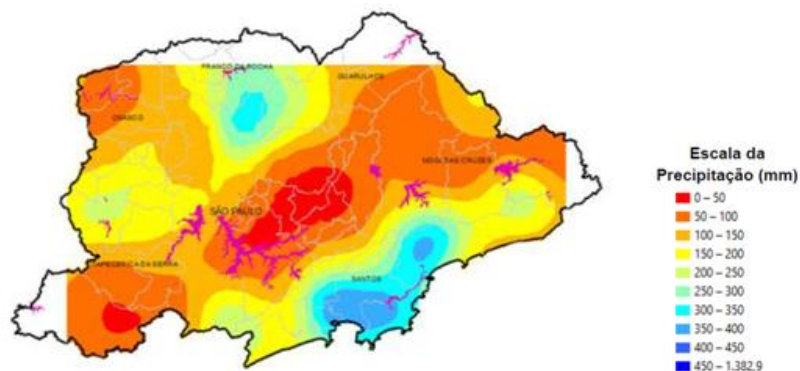 FRANCO DA ROCHA
GUARULHOS
OSASCO
MOGI DAS CRUZES
SÃO PAULO
ITAPECERICA DA SERRA
SANTOS
Escala da
Precipitação (mm)
0 – 50
50 – 100
100 – 150
150 – 200
200 – 250
250 – 300
300 – 350
350 – 400
400 – 450
450 – 1.382.9